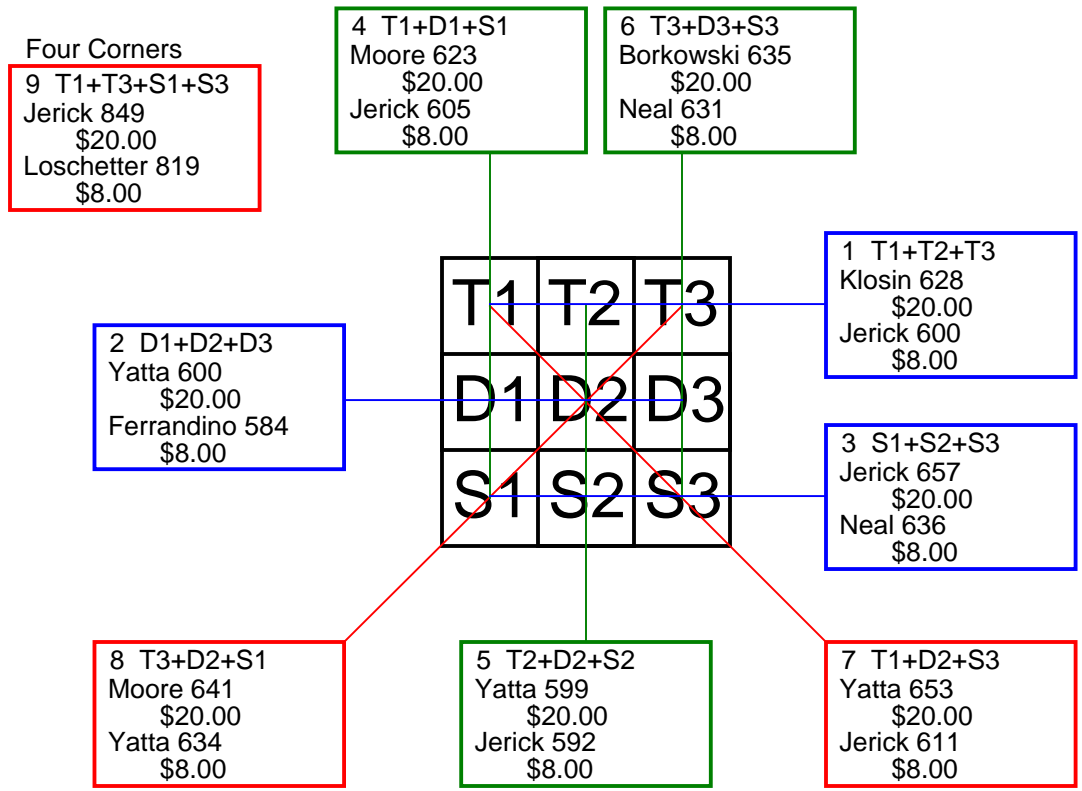 Four Corners
9 T1+T3+S1+S3
Jerick 849
$20.00
Loschetter 819
$8.00
4 T1+D1+S1
Moore 623
$20.00
Jerick 605
$8.00
6 T3+D3+S3
Borkowski 635
$20.00
Neal 631
$8.00
1 T1+T2+T3
Klosin 628
$20.00
Jerick 600
$8.00
T1 T2 T3
2 D1+D2+D3
Yatta 600
$20.00
Ferrandino 584
$8.00
D1 D2 D3
3 S1+S2+S3
Jerick 657
$20.00
Neal 636
$8.00
S1 S2 S3
8 T3+D2+S1
Moore 641
$20.00
Yatta 634
$8.00
5 T2+D2+S2
Yatta 599
$20.00
Jerick 592
$8.00
7 T1+D2+S3
Yatta 653
$20.00
Jerick 611
$8.00